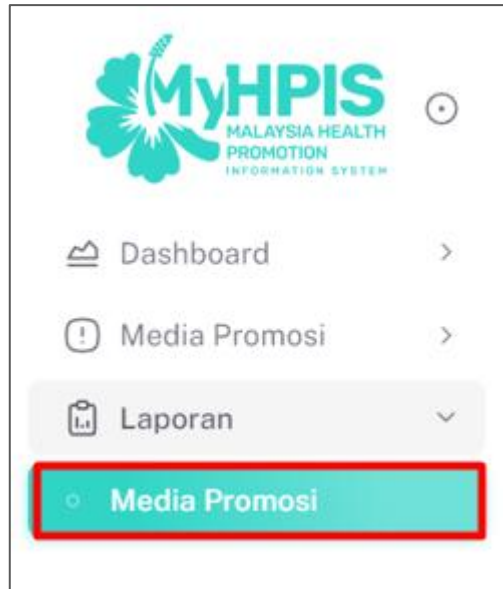 MyHPIS
MALAYSIA HEALTH
PROMOTION
INFORMATION SYSTEM
Dashboard
Media Promosi
Laporan
Media Promosi